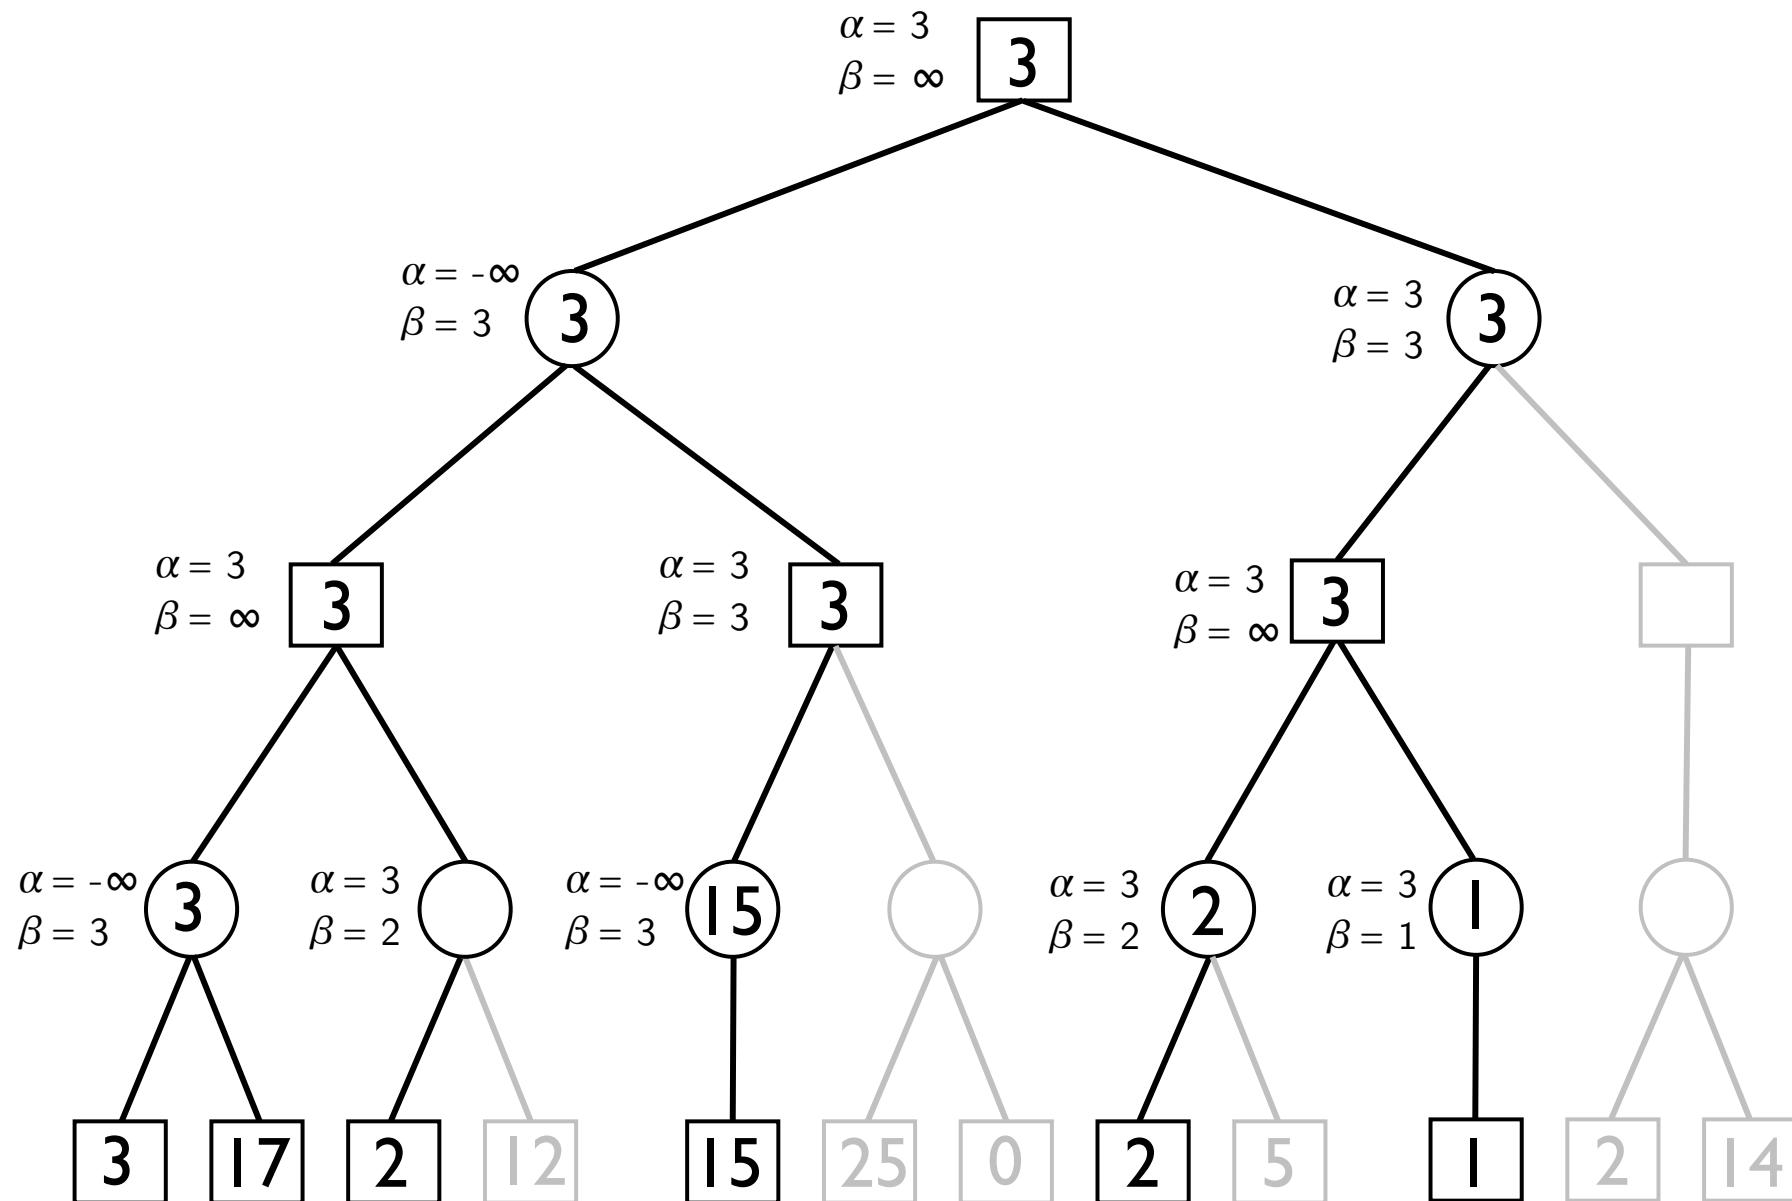 α = 3
β = ∞
3
α = -∞
β = 3
3
α = 3
β = 3
3
α = 3
β = ∞
3
α = 3
β = 3
3
α = 3
β = ∞
3
α = -∞
β = 3
3
α = 3
β = 2
α = -∞
β = 3
15
α = 3
β = 2
2
α = 3
β = 1
1
3 17 2 12 15 25 0 2 5 1 2 14